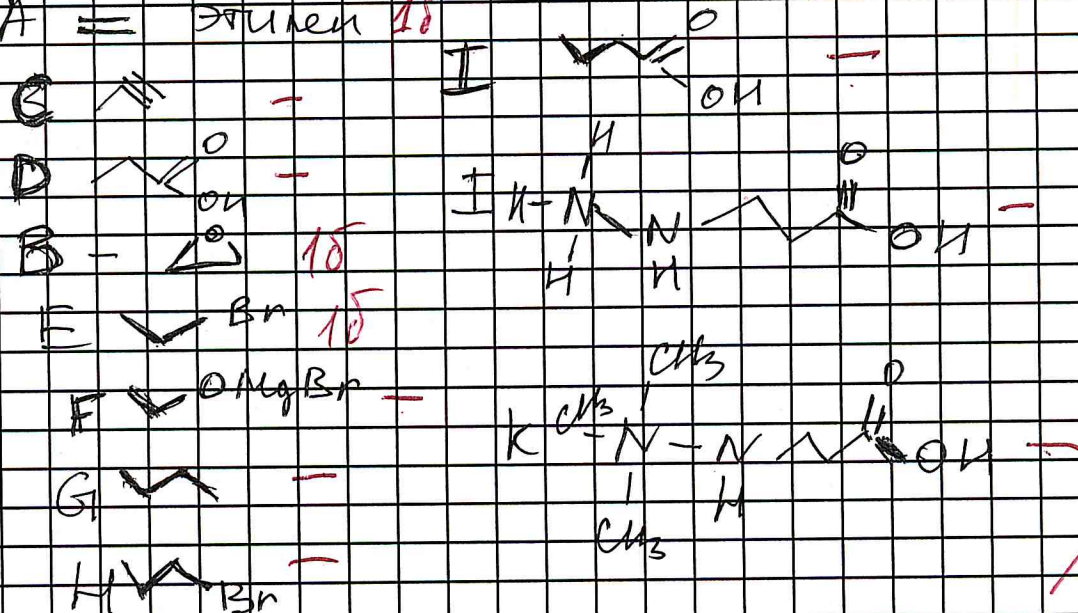 A = этилен 1б
C -
D O OH -
B - O 1б
E Br 1б
F OMgBr -
G -
H Br -
I O OH -
I H-N H H N H O OH -
K CH3 -N CH3 CH3 - N H O OH -